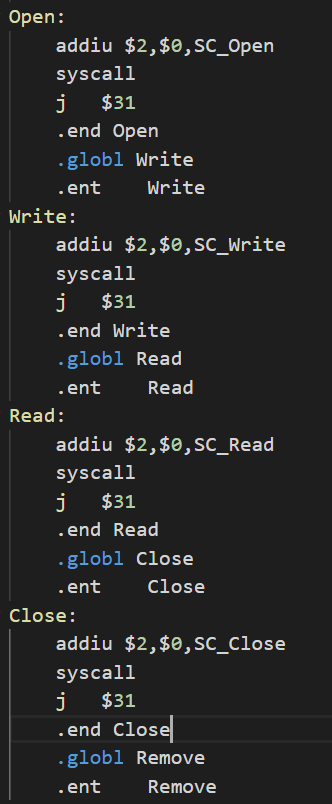 Open:
    addiu $2,$0,SC_Open
    syscall
    j   $31
    .end Open
    .globl Write
    .ent    Write
Write:
    addiu $2,$0,SC_Write
    syscall
    j   $31
    .end Write
    .globl Read
    .ent    Read
Read:
    addiu $2,$0,SC_Read
    syscall
    j   $31
    .end Read
    .globl Close
    .ent    Close
Close:
    addiu $2,$0,SC_Close
    syscall
    j   $31
    .end Close
    .globl Remove
    .ent    Remove